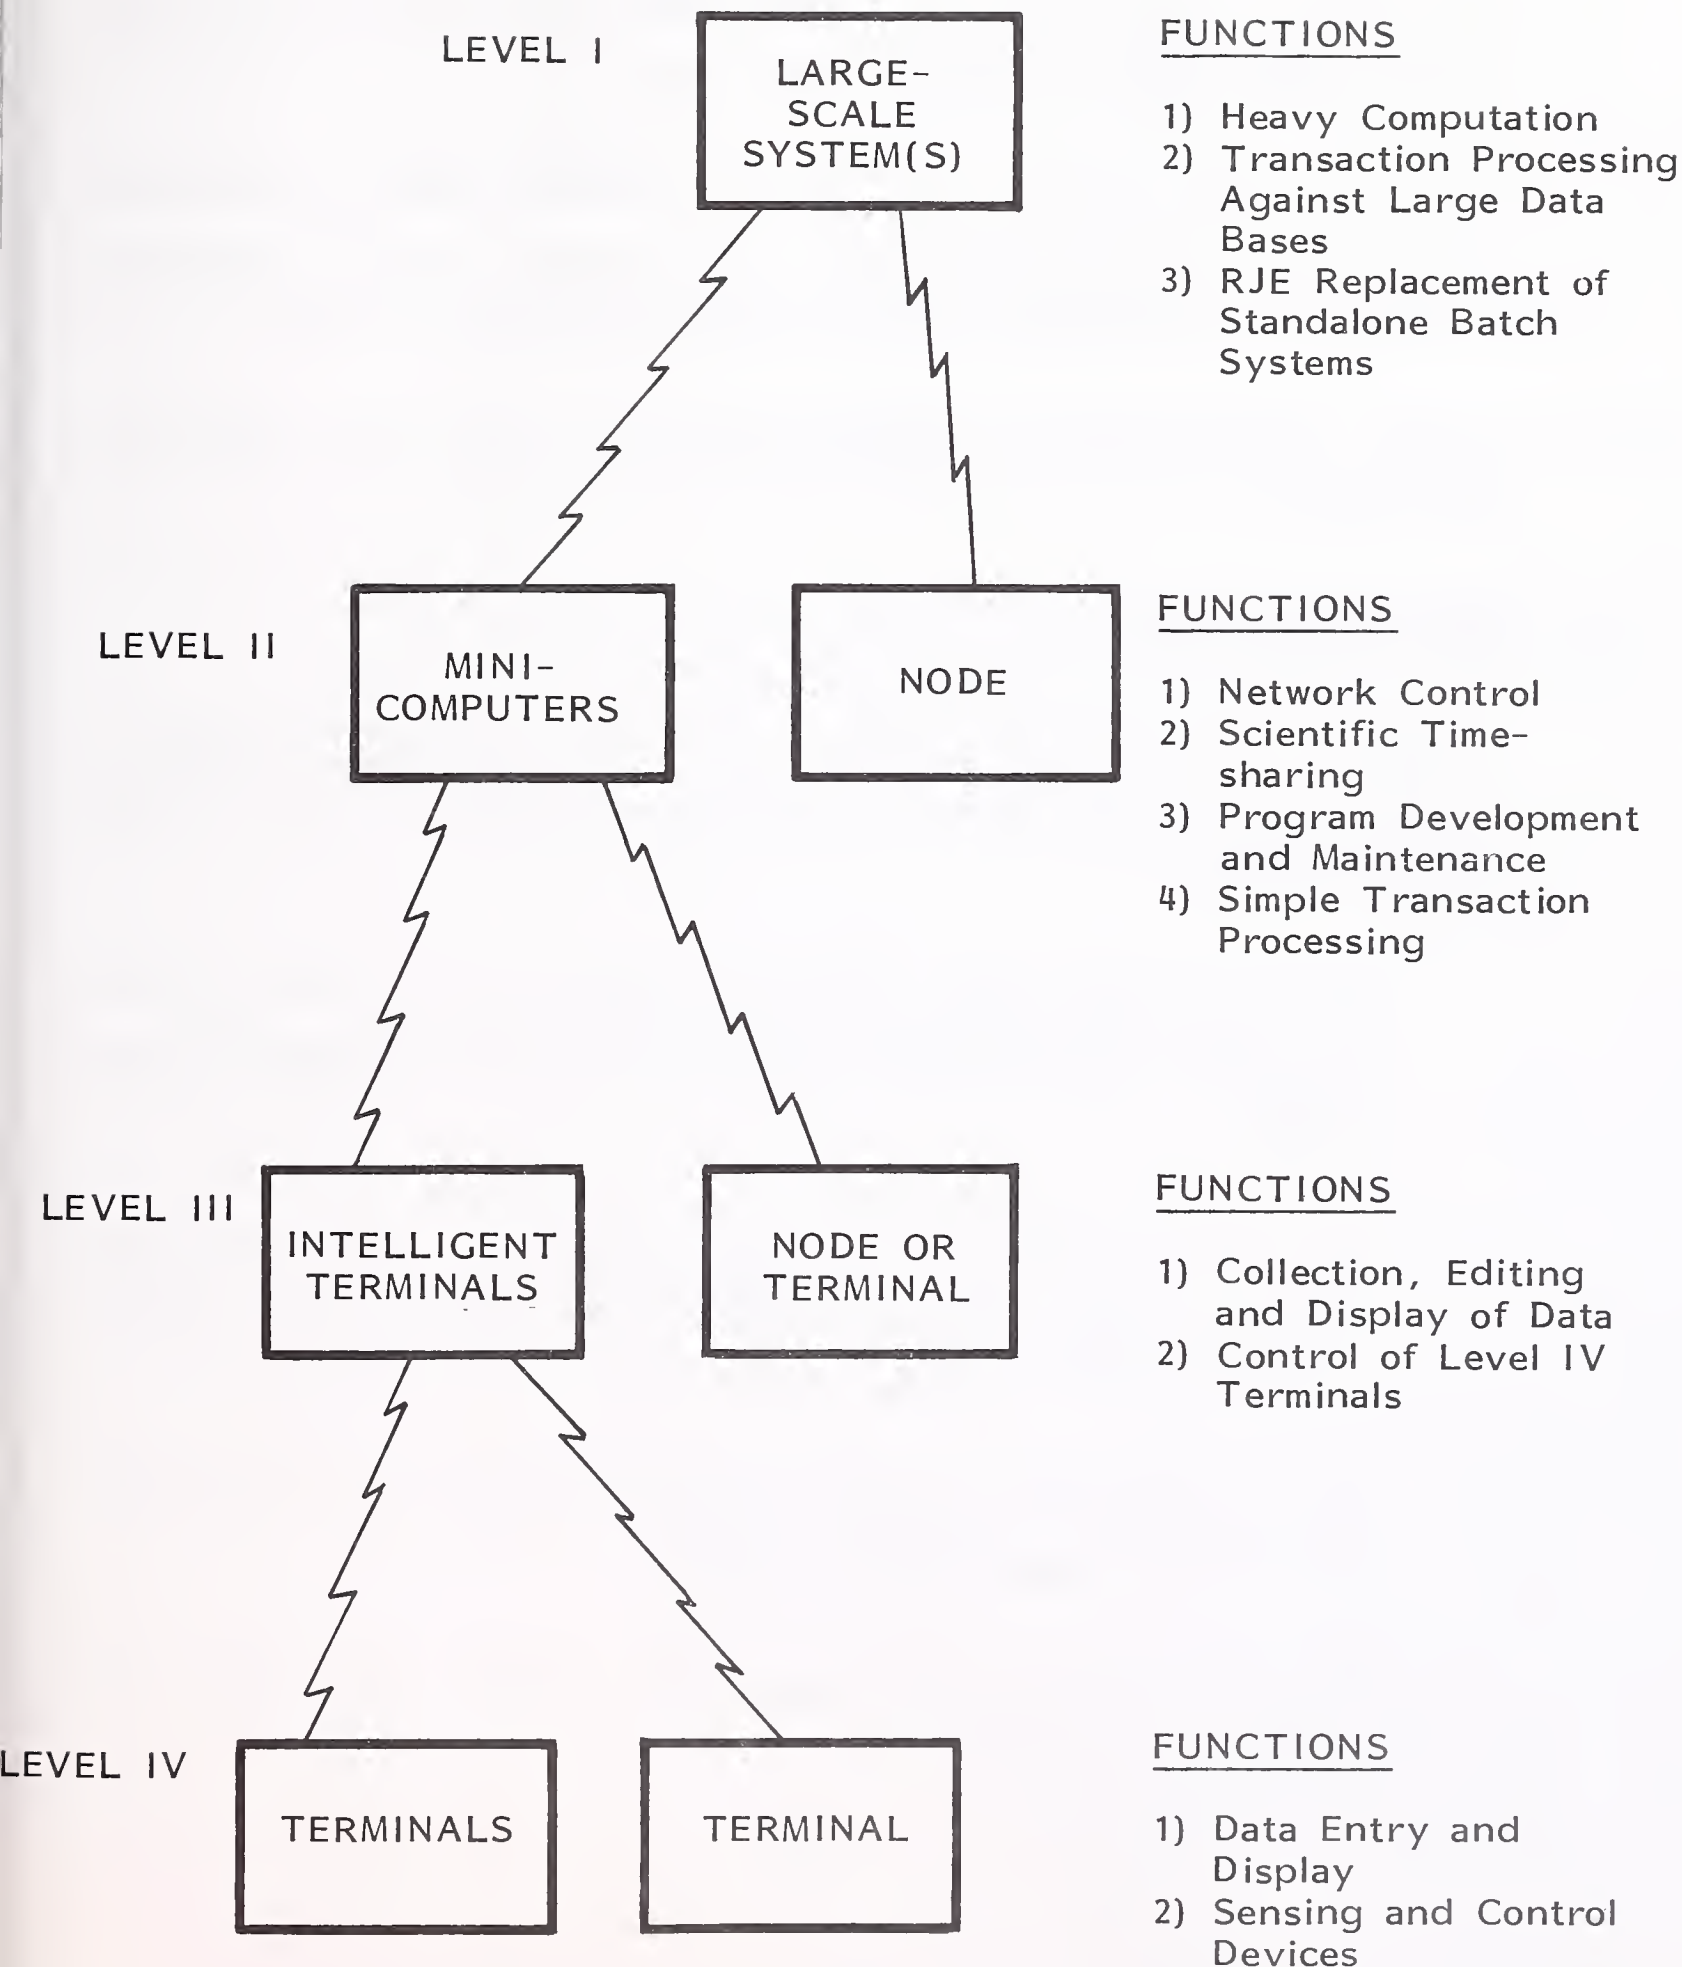 LEVEL I
LARGE-
SCALE
SYSTEM(S)
FUNCTIONS
1) Heavy Computation
2) Transaction Processing
Against Large Data
Bases
3) RJE Replacement of
Standalone Batch
Systems
LEVEL II
MINI-
COMPUTERS
NODE
FUNCTIONS
1) Network Control
2) Scientific Time-
sharing
3) Program Development
and Maintenance
4) Simple Transaction
Processing
LEVEL III
INTELLIGENT
TERMINALS
NODE OR
TERMINAL
FUNCTIONS
1) Collection, Editing
and Display of Data
2) Control of Level IV
Terminals
LEVEL IV
TERMINALS
TERMINAL
FUNCTIONS
1) Data Entry and
Display
2) Sensing and Control
Devices